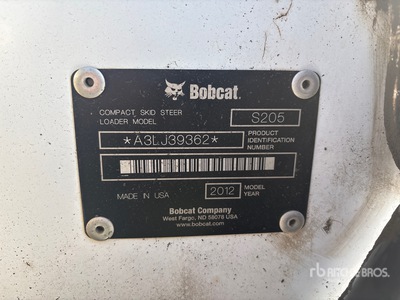 Bobcat.
COMPACT SKID STEER
LOADER MODEL
S205
*A3LJ39362*
PRODUCT
IDENTIFICATION
NUMBER
MADE IN USA
2012
MODEL
YEAR
Bobcat Company
West Fargo, ND 58078 USA
www.bobcat.com
rb RITCHIE BROS.